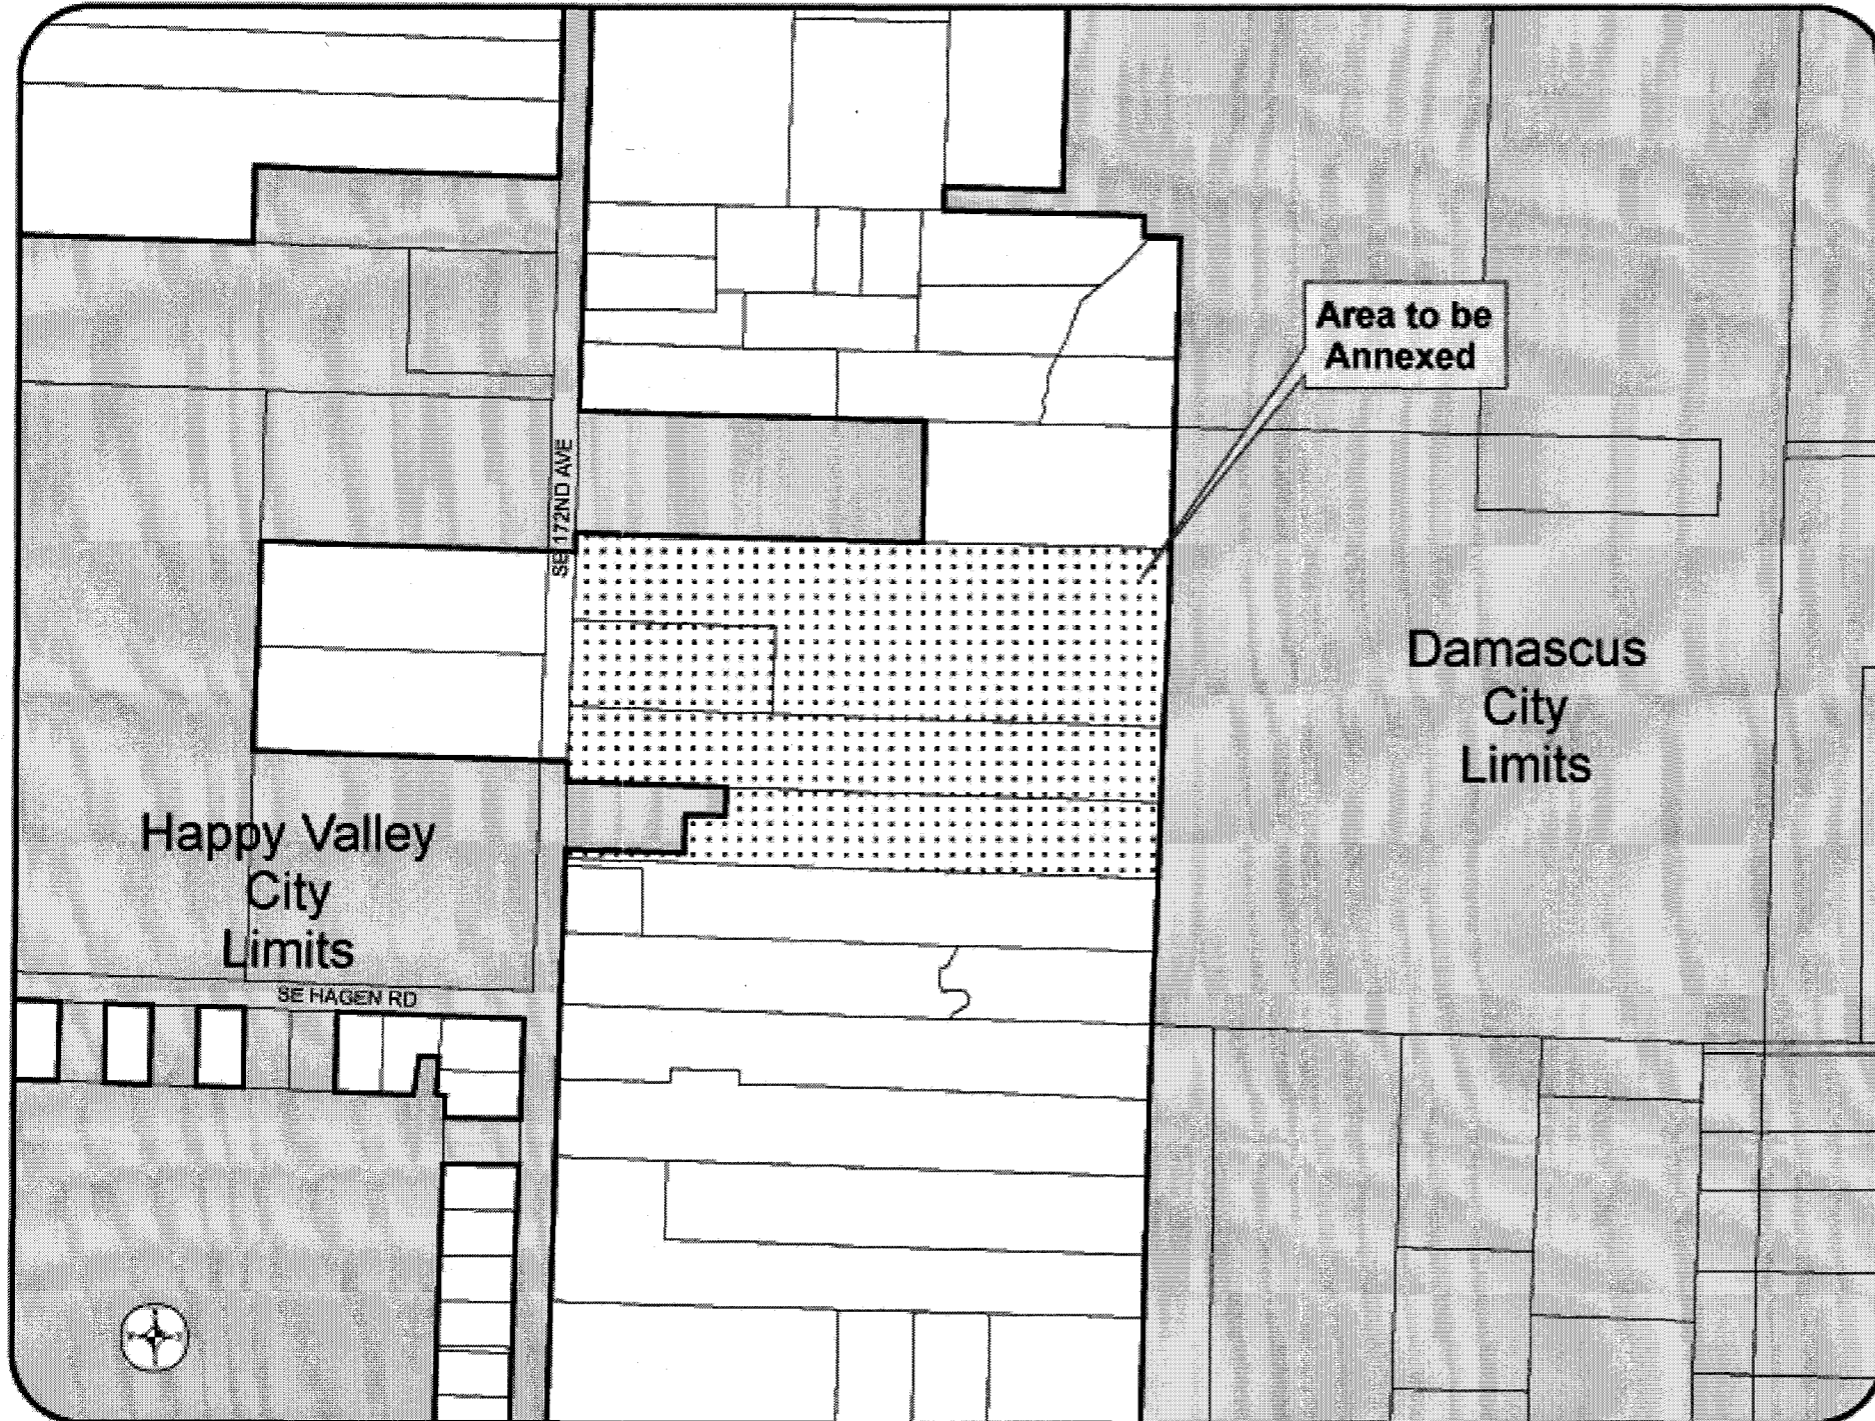 Area to be
Annexed
SE 172ND AVE
Damascus
City
Limits
Happy Valley
City
Limits
SE HAGEN RD